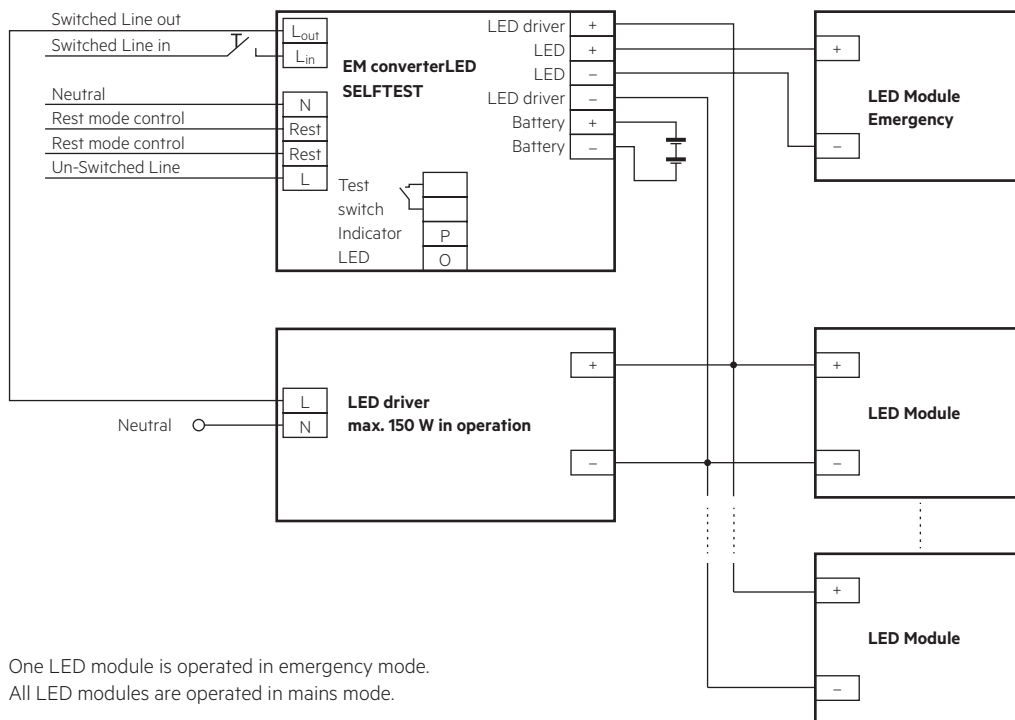 Switched Line out
Switched Line in
Neutral
Rest mode control
Rest mode control
Un-Switched Line
Lout
Lin
N
Rest
Rest
L
EM converterLED
SELFTEST
Test
switch
Indicator
LED
P
O
LED driver +
LED +
LED –
LED driver –
Battery +
Battery –
+
–
LED Module
Emergency
Neutral
L
N
LED driver
max. 150 W in operation
+
–
+
–
LED Module
+
–
LED Module
One LED module is operated in emergency mode.
All LED modules are operated in mains mode.